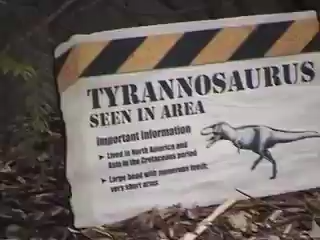 TYRANNOSAURUS
SEEN IN AREA
Important Information
➤ Lived in North America and
Asia in the Cretaceous period
➤ Large head with numerous teeth,
very short arms